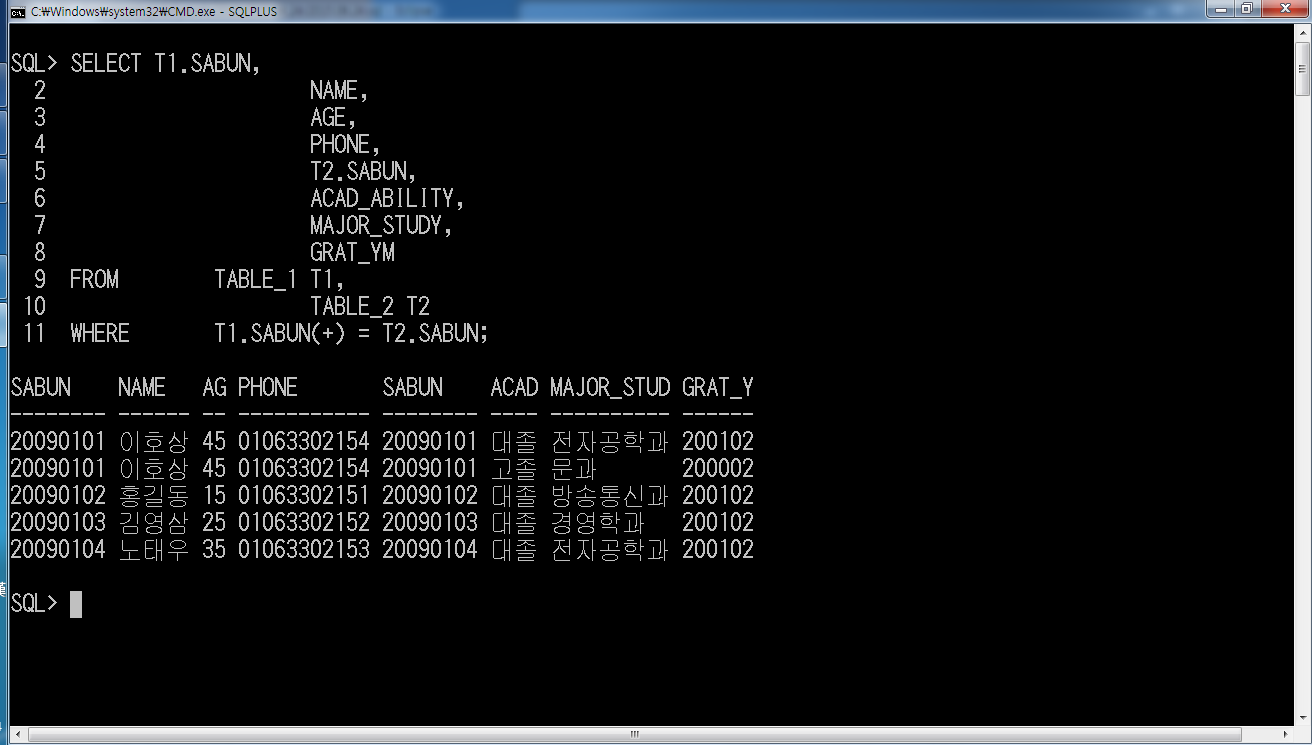 C:\Windows\system32\CMD.exe - SQLPLUS
SQL> SELECT T1.SABUN,
2 NAME,
3 AGE,
4 PHONE,
5 T2.SABUN,
6 ACAD_ABILITY,
7 MAJOR_STUDY,
8 GRAT_YM
9 FROM TABLE_1 T1,
10 TABLE_2 T2
11 WHERE T1.SABUN(+) = T2.SABUN;
SABUN NAME AG PHONE SABUN ACAD MAJOR_STUD GRAT_Y
-------- ------ -- ----------- -------- ---- ---------- ------
20090101 이호상 45 01063302154 20090101 대졸 전자공학과 200102
20090101 이호상 45 01063302154 20090101 고졸 문과 200002
20090102 홍길동 15 01063302151 20090102 대졸 방송통신과 200102
20090103 김영삼 25 01063302152 20090103 대졸 경영학과 200102
20090104 노태우 35 01063302153 20090104 대졸 전자공학과 200102
SQL>